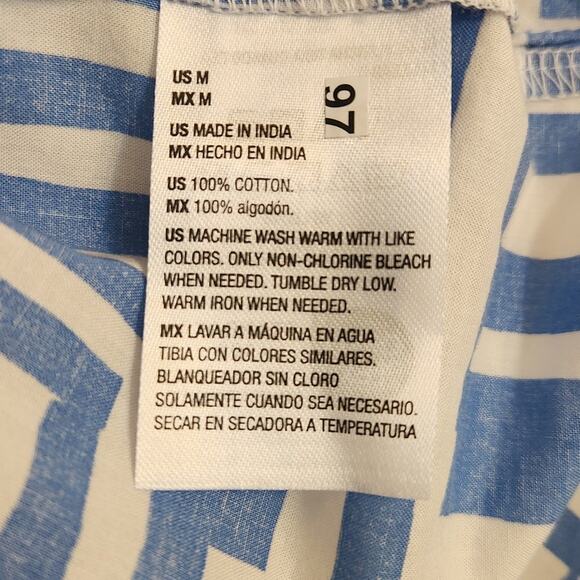 US M
MX M
97
US MADE IN INDIA
MX HECHO EN INDIA
US 100% COTTON.
MX 100% algodón.
US MACHINE WASH WARM WITH LIKE
COLORS. ONLY NON-CHLORINE BLEACH
WHEN NEEDED. TUMBLE DRY LOW.
WARM IRON WHEN NEEDED.
MX LAVAR A MÁQUINA EN AGUA
TIBIA CON COLORES SIMILARES.
BLANQUEADOR SIN CLORO
SOLAMENTE CUANDO SEA NECESARIO.
SECAR EN SECADORA A TEMPERATURA